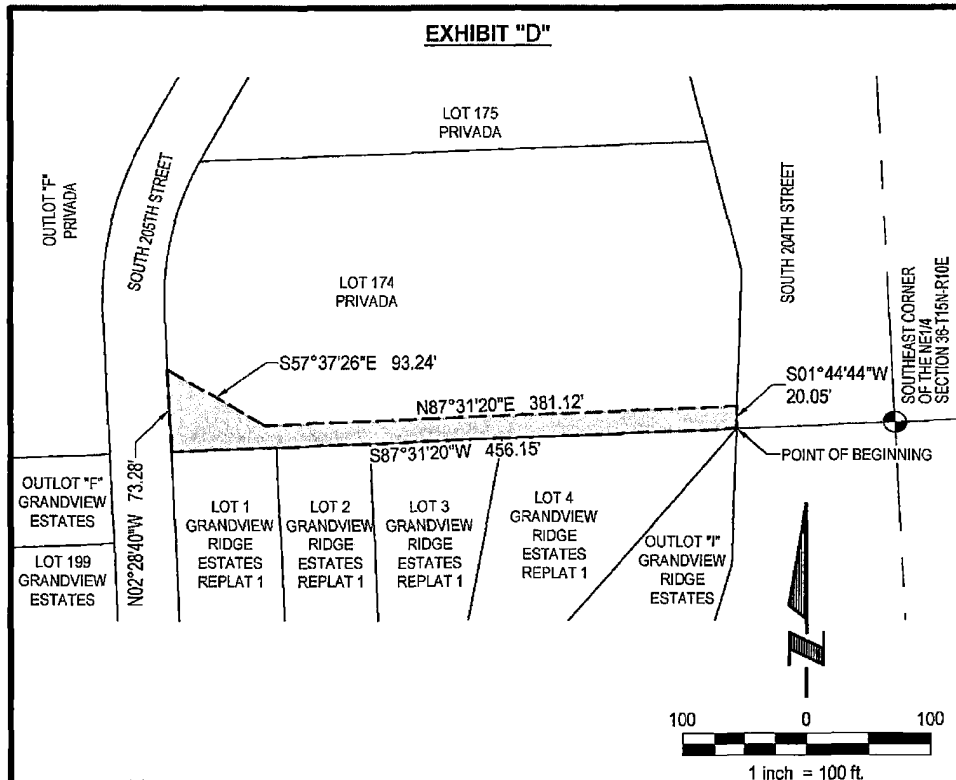 EXHIBIT "D"
LOT 175
PRIVADA
OUTLOT "F"
PRIVADA
SOUTH 205TH STREET
SOUTH 204TH STREET
LOT 174
PRIVADA
SOUTHEAST CORNER
OF THE NE1/4
SECTION 36-T15N-R10E
S57°37'26"E 93.24'
S01°44'44"W
20.05'
N87°31'20"E 381.12'
S87°31'20"W 456.15'
POINT OF BEGINNING
N02°28'40"W 73.28'
OUTLOT "F"
GRANDVIEW
ESTATES
LOT 199
GRANDVIEW
ESTATES
LOT 1
GRANDVIEW
RIDGE
ESTATES
REPLAT 1
LOT 2
GRANDVIEW
RIDGE
ESTATES
REPLAT 1
LOT 3
GRANDVIEW
RIDGE
ESTATES
REPLAT 1
LOT 4
GRANDVIEW
RIDGE
ESTATES
REPLAT 1
OUTLOT "I"
GRANDVIEW
RIDGE
ESTATES
100 0 100
1 inch = 100 ft.